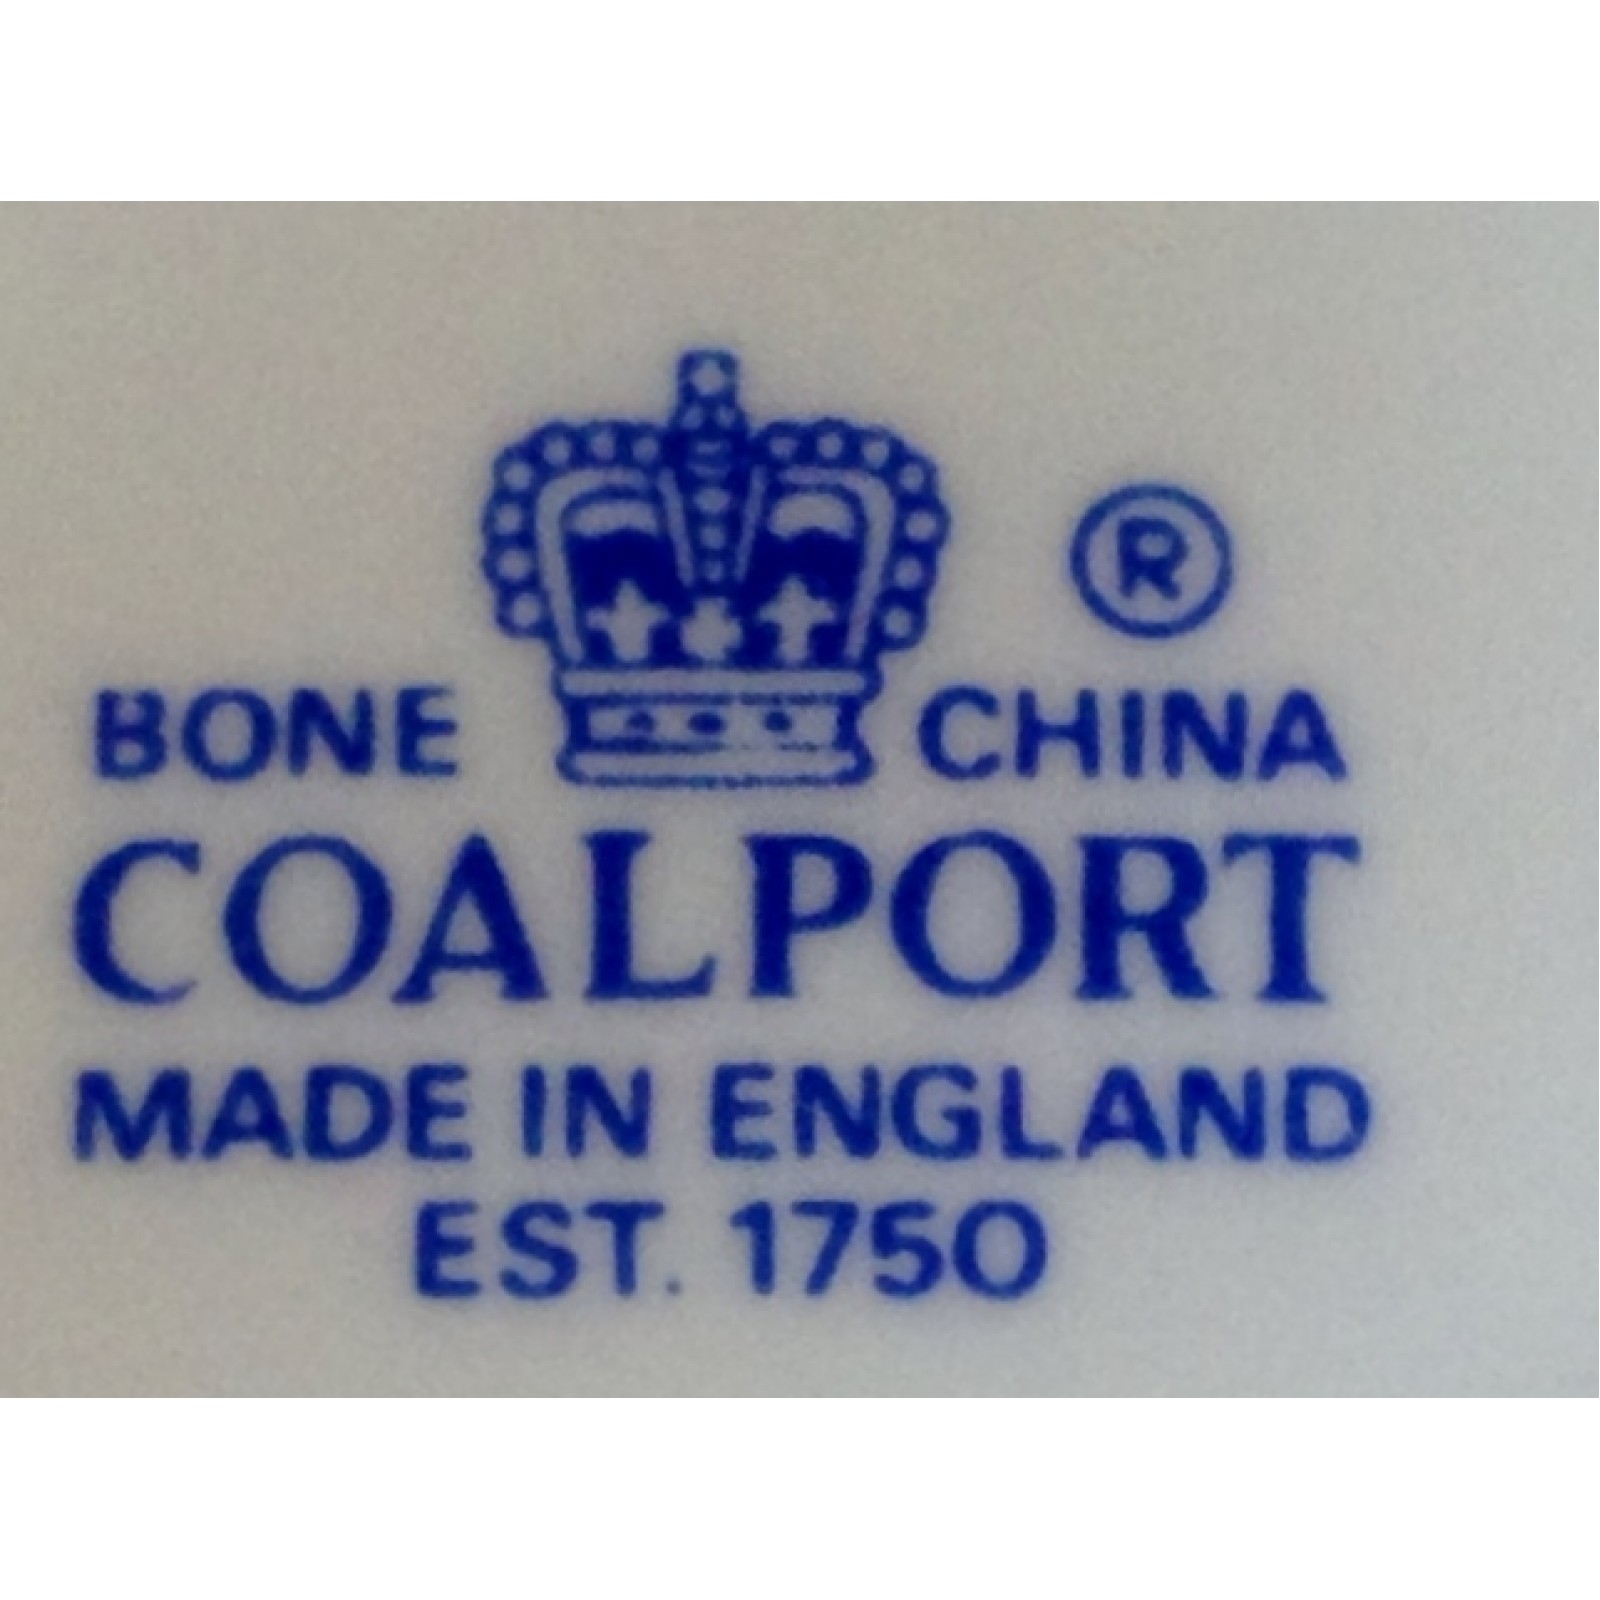 ®
BONE CHINA
COALPORT
MADE IN ENGLAND
EST. 1750